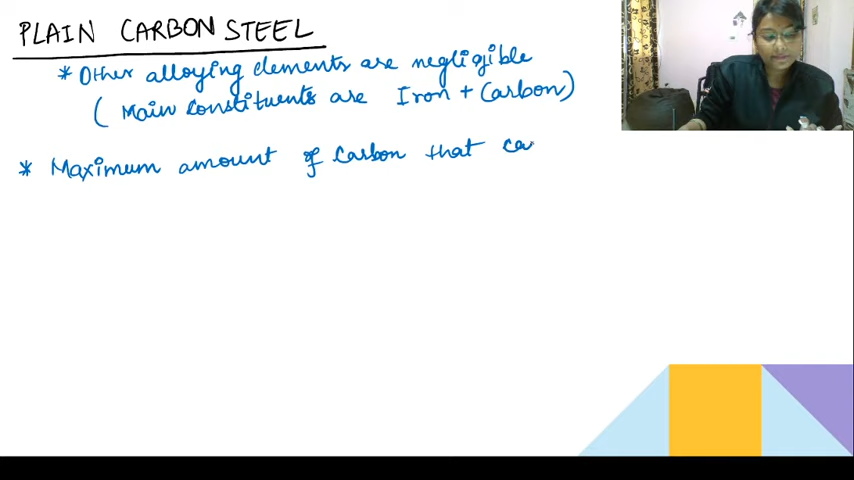 PLAIN CARBON STEEL
* Other alloying elements are negligible
( Main constituents are Iron + Carbon)
* Maximum amount of carbon that ca